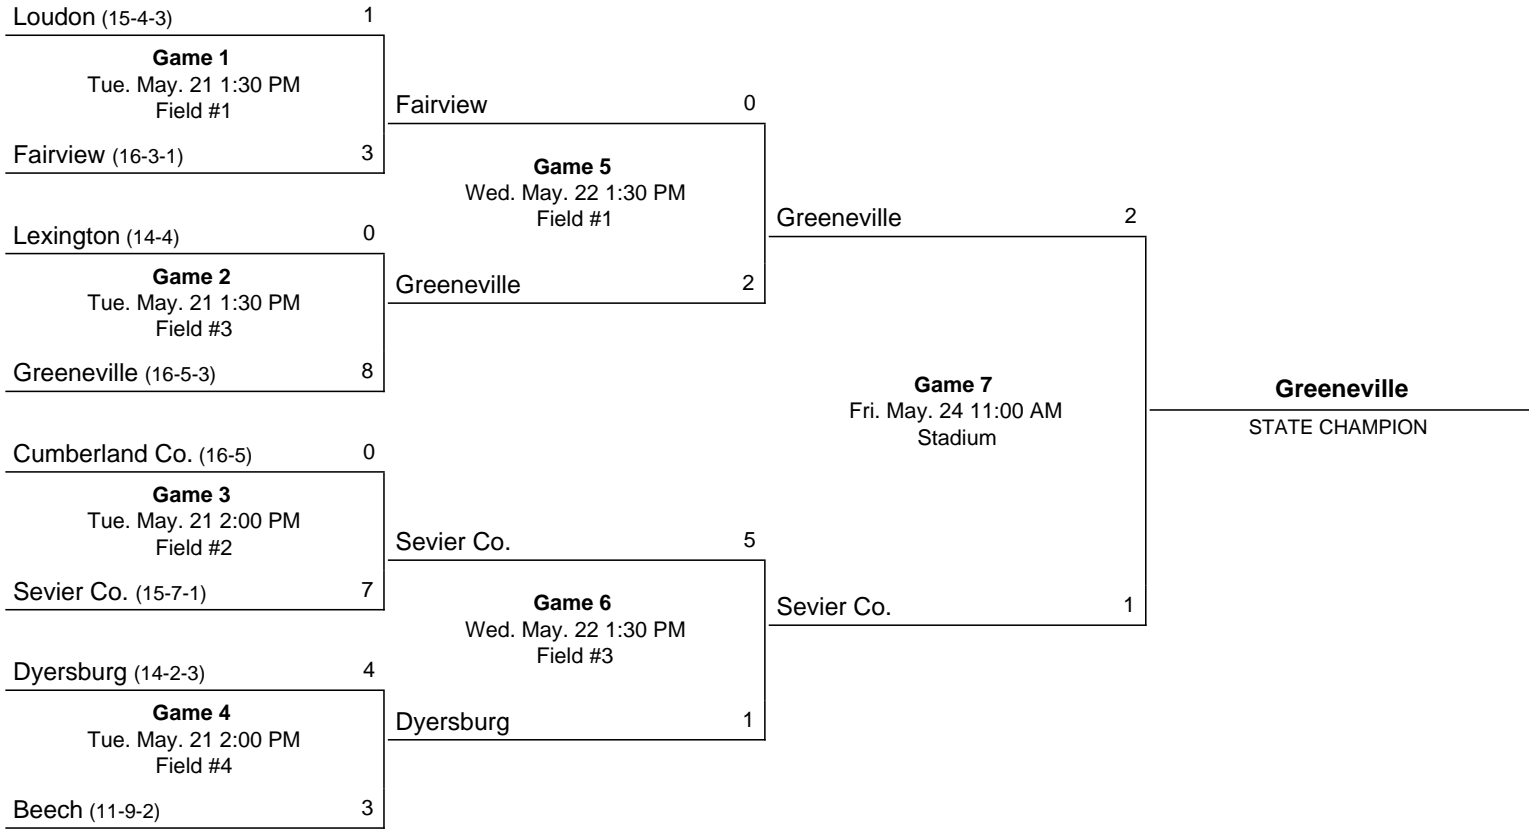 Loudon (15-4-3) 1
Game 1
Tue. May. 21 1:30 PM
Field #1
Fairview (16-3-1) 3
Lexington (14-4) 0
Game 2
Tue. May. 21 1:30 PM
Field #3
Greeneville (16-5-3) 8
Cumberland Co. (16-5) 0
Game 3
Tue. May. 21 2:00 PM
Field #2
Sevier Co. (15-7-1) 7
Dyersburg (14-2-3) 4
Game 4
Tue. May. 21 2:00 PM
Field #4
Beech (11-9-2) 3
Fairview 0
Game 5
Wed. May. 22 1:30 PM
Field #1
Greeneville 2
Sevier Co. 5
Game 6
Wed. May. 22 1:30 PM
Field #3
Dyersburg 1
Greeneville 2
Game 7
Fri. May. 24 11:00 AM
Stadium
Sevier Co. 1
Greeneville
STATE CHAMPION